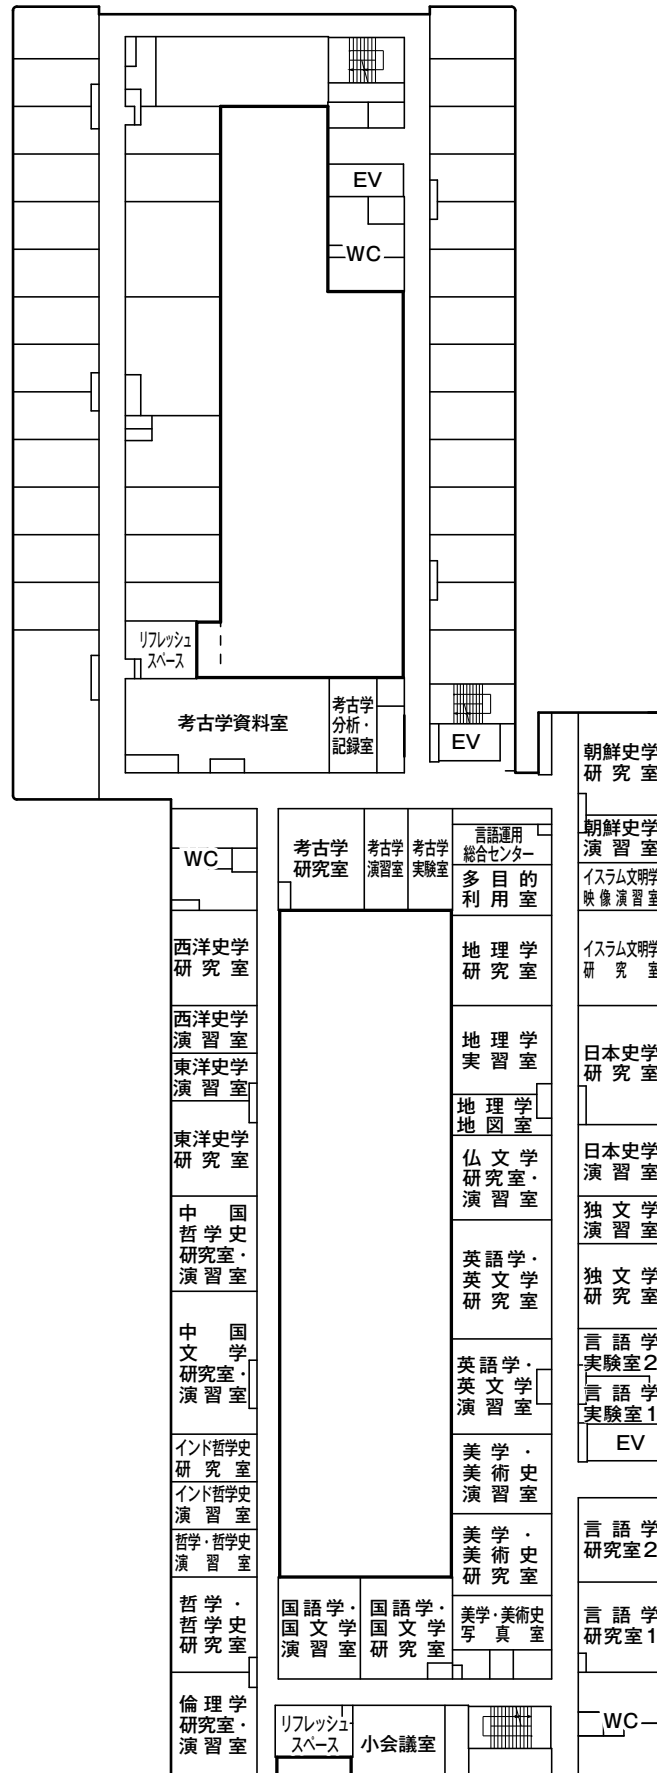 EV
WC
リフレッシュ
スペース
考古学資料室
考古学
分析・
記録室
EV
WC
考古学
研究室
考古学
演習室
考古学
実験室
言語運用
総合センター
多目的
利用室
西洋史学
研究室
西洋史学
演習室
東洋史学
演習室
東洋史学
研究室
中国
哲学史
研究室・
演習室
中国
文学
研究室・
演習室
インド哲学史
研究室
インド哲学史
演習室
哲学・哲学史
演習室
哲学・
哲学史
研究室
倫理学
研究室・
演習室
地理学
研究室
地理学
実習室
地理学
地図室
仏文学
研究室・
演習室
英語学・
英文学
研究室
英語学・
英文学
演習室
美学・
美術史
演習室
美学・
美術史
研究室
美学・美術史
写真室
国語学・
国文学
演習室
国語学・
国文学
研究室
リフレッシュ
スペース
小会議室
朝鮮史学
研究室
朝鮮史学
演習室
イスラム文明学
映像演習室
イスラム文明学
研究室
日本史学
研究室
日本史学
演習室
独文学
演習室
独文学
研究室
言語学
実験室2
言語学
実験室1
EV
言語学
研究室2
言語学
研究室1
WC